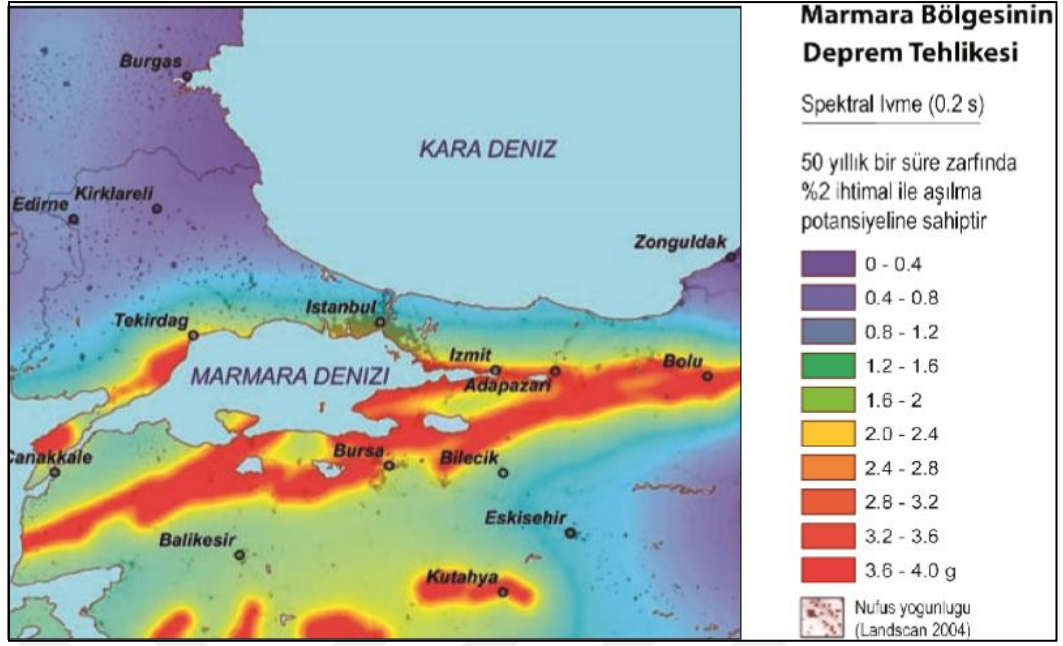 Marmara Bölgesinin
Deprem Tehlikesi
Spektral Ivme (0.2 s)
50 yıllık bir süre zarfında
%2 ihtimal ile aşılma
potansiyeline sahiptir
0 - 0.4
0.4 - 0.8
0.8 - 1.2
1.2 - 1.6
1.6 - 2
2.0 - 2.4
2.4 - 2.8
2.8 - 3.2
3.2 - 3.6
3.6 - 4.0 g
Nufus yogunlugu
(Landscan 2004)
Burgas
KARA DENIZ
Kirklareli
Edirne
Zonguldak
Istanbul
Tekirdag
Izmit
Bolu
MARMARA DENIZI
Adapazari
Canakkale
Bursa
Bilecik
Eskisehir
Balikesir
Kutahya